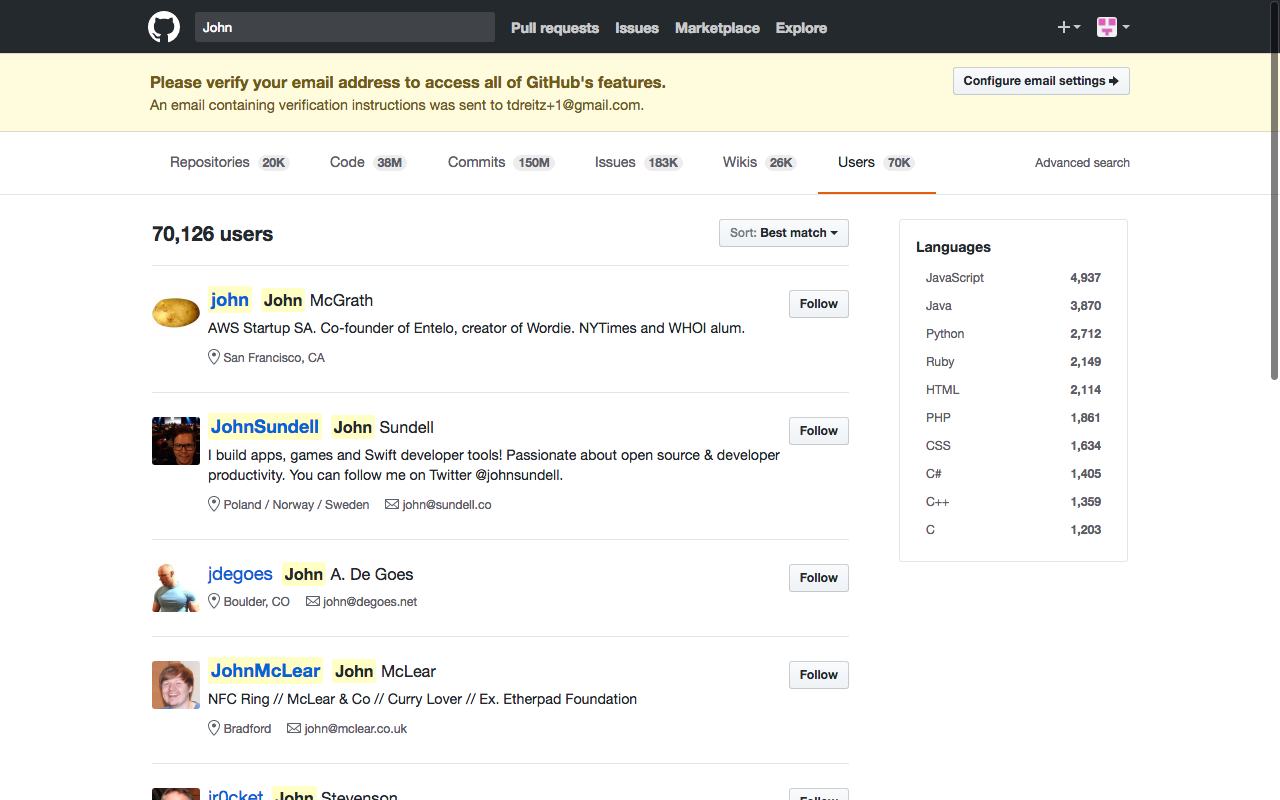 John
Pull requests Issues Marketplace Explore
Please verify your email address to access all of GitHub's features.
An email containing verification instructions was sent to tdreitz+1@gmail.com.
Configure email settings
Repositories 20K Code 38M Commits 150M Issues 183K Wikis 26K Users 70K Advanced search
70,126 users
Sort: Best match
john John McGrath
AWS Startup SA. Co-founder of Entelo, creator of Wordie. NYTimes and WHOI alum.
San Francisco, CA
Follow
JohnSundell John Sundell
I build apps, games and Swift developer tools! Passionate about open source & developer
productivity. You can follow me on Twitter @johnsundell.
Poland / Norway / Sweden john@sundell.co
Follow
jdegoes John A. De Goes
Boulder, CO john@degoes.net
Follow
JohnMcLear John McLear
NFC Ring // McLear & Co // Curry Lover // Ex. Etherpad Foundation
Bradford john@mclear.co.uk
Follow
jr0cket John Stevenson
Follow
Languages
JavaScript 4,937
Java 3,870
Python 2,712
Ruby 2,149
HTML 2,114
PHP 1,861
CSS 1,634
C# 1,405
C++ 1,359
C 1,203